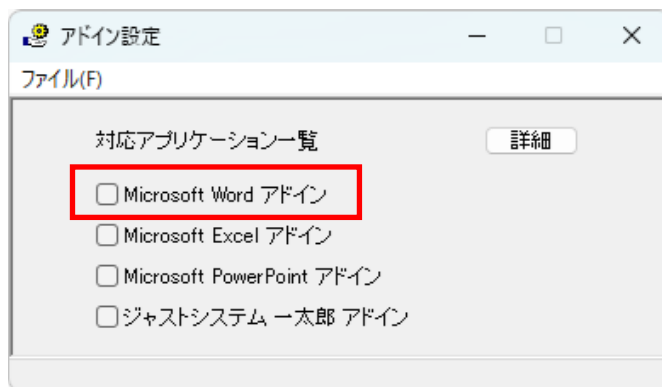 アドイン設定
ファイル(F)
対応アプリケーション一覧 詳細
Microsoft Word アドイン
Microsoft Excel アドイン
Microsoft PowerPoint アドイン
ジャストシステム 一太郎 アドイン